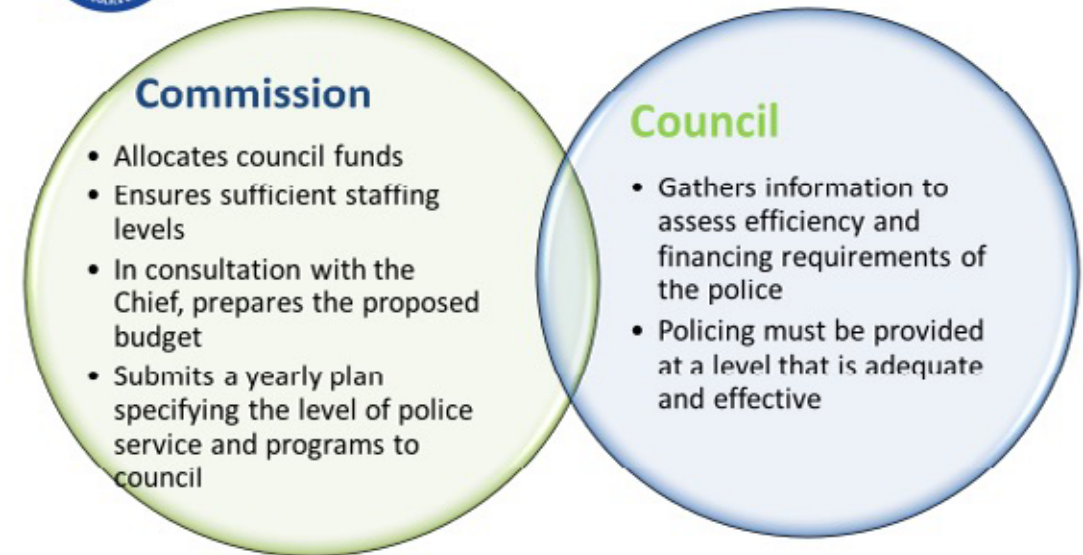 Commission
• Allocates council funds
• Ensures sufficient staffing
levels
• In consultation with the
Chief, prepares the proposed
budget
• Submits a yearly plan
specifying the level of police
service and programs to
council
Council
• Gathers information to
assess efficiency and
financing requirements of
the police
• Policing must be provided
at a level that is adequate
and effective